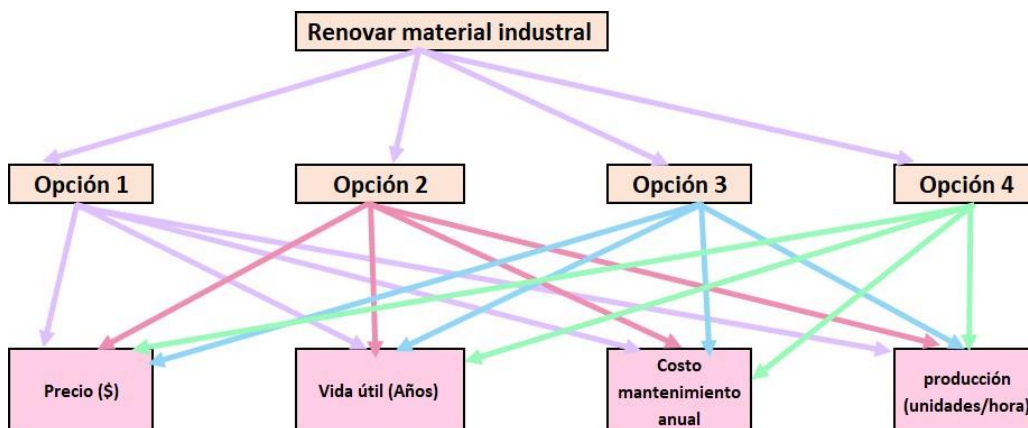 Renovar material industral
Opción 1
Opción 2
Opción 3
Opción 4
Precio ($)
Vida útil (Años)
Costo
mantenimiento
anual
producción
(unidades/hora)